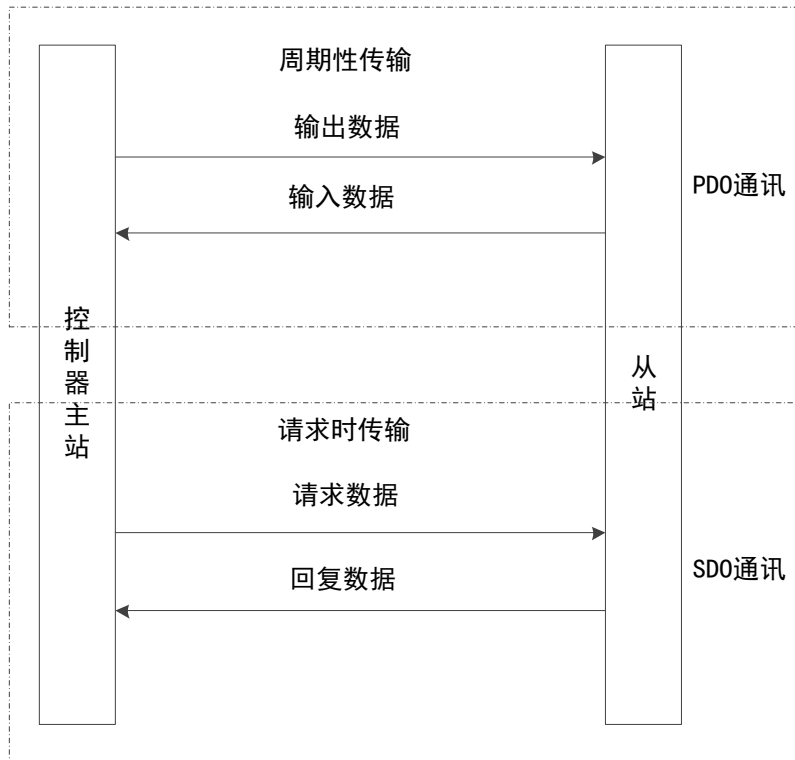 周期性传输
输出数据
输入数据
PDO通讯
控制器主站
从站
请求时传输
请求数据
回复数据
SDO通讯